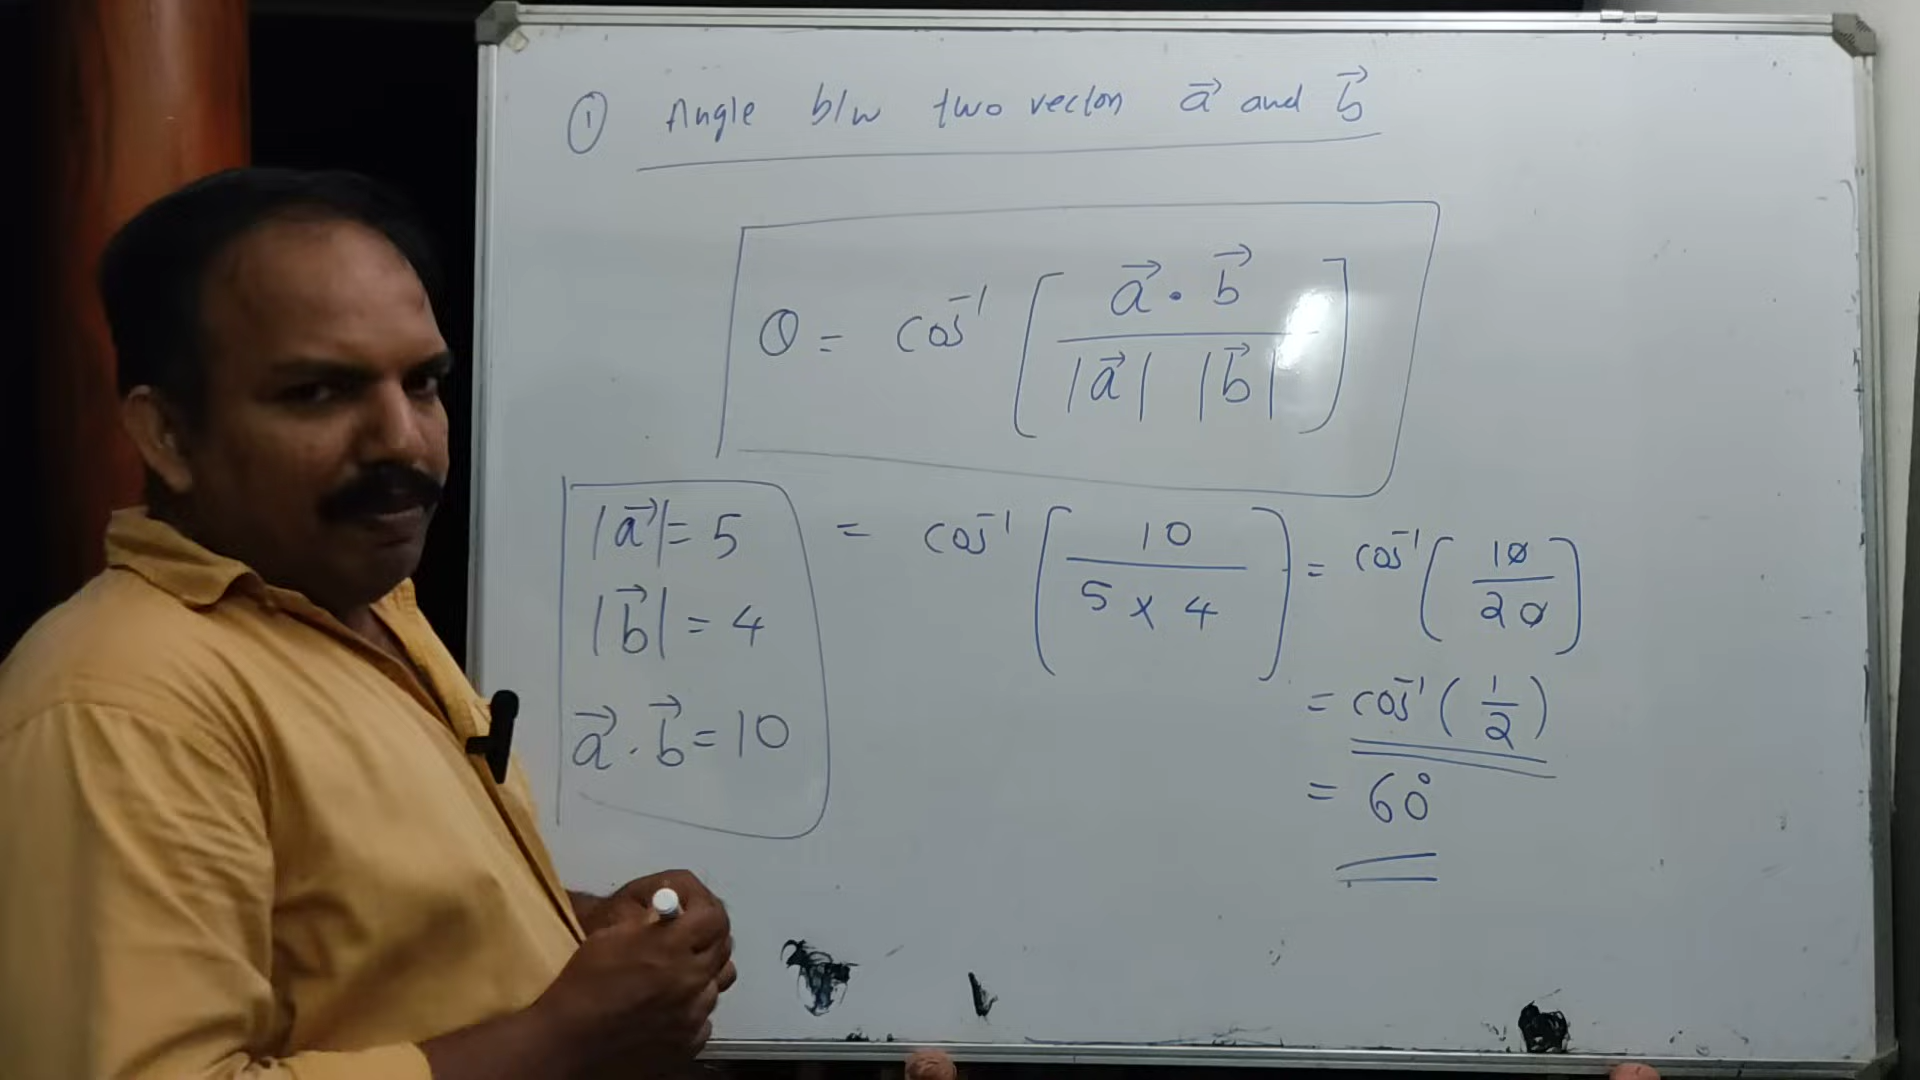 ① Angle b/w two vectors a⃗ and b⃗
θ = cos⁻¹ [ a⃗ · b⃗ / |a⃗| |b⃗| ]
|a⃗| = 5
|b⃗| = 4
a⃗ · b⃗ = 10
= cos⁻¹ [ 10 / 5 × 4 ] = cos⁻¹ [ 10 / 20 ]
= cos⁻¹ ( 1 / 2 )
= 60°